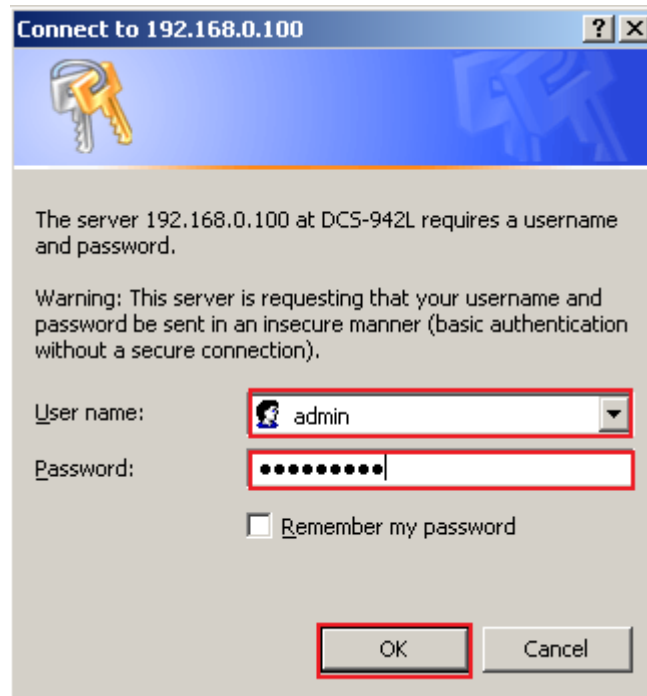 Connect to 192.168.0.100
The server 192.168.0.100 at DCS-942L requires a username
and password.
Warning: This server is requesting that your username and
password be sent in an insecure manner (basic authentication
without a secure connection).
User name:
admin
Password:
●●●●●●●●●
Remember my password
OK
Cancel